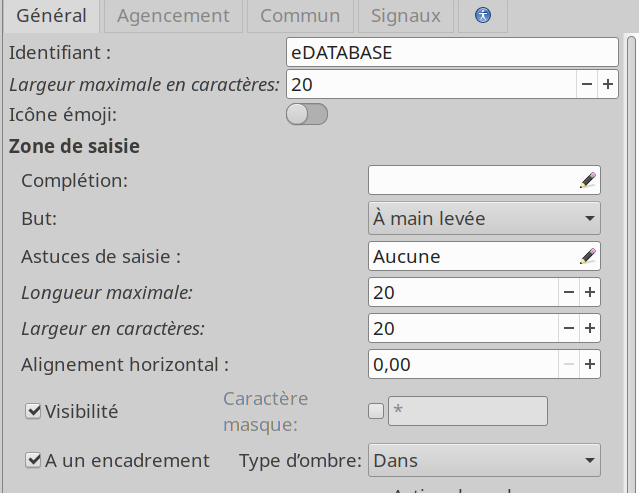 Général Agencement Commun Signaux
Identifiant : eDATABASE
Largeur maximale en caractères: 20
Icône émoji:
Zone de saisie
Complétion:
But: À main levée
Astuces de saisie : Aucune
Longueur maximale: 20
Largeur en caractères: 20
Alignement horizontal : 0,00
Visibilité Caractère
masque: *
A un encadrement Type d’ombre: Dans